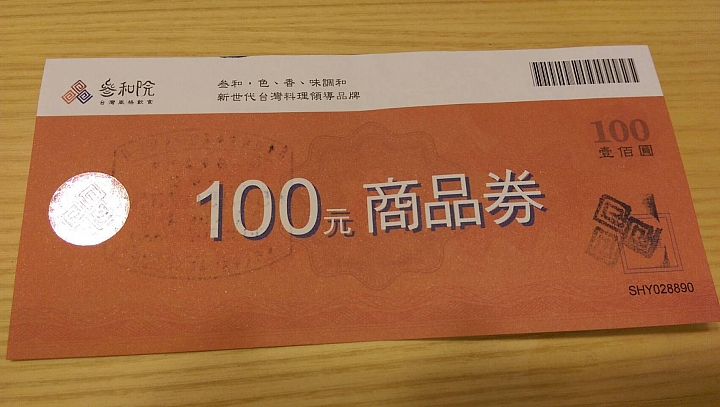 叁和院
台灣風格飲食
叁和，色、香、味調和
新世代台灣料理領導品牌
100
壹佰圓
100元 商品券
SHY028890